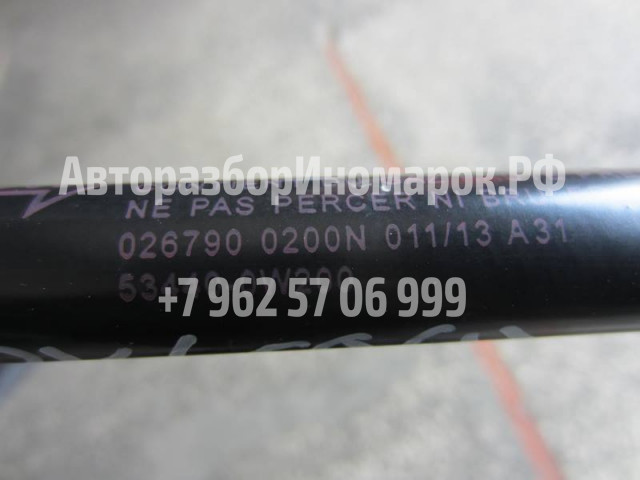 АвторазборИномарок.РФ
NE PAS PERCER NI
026790 0200N 011/13 A31
+7 962 57 06 999